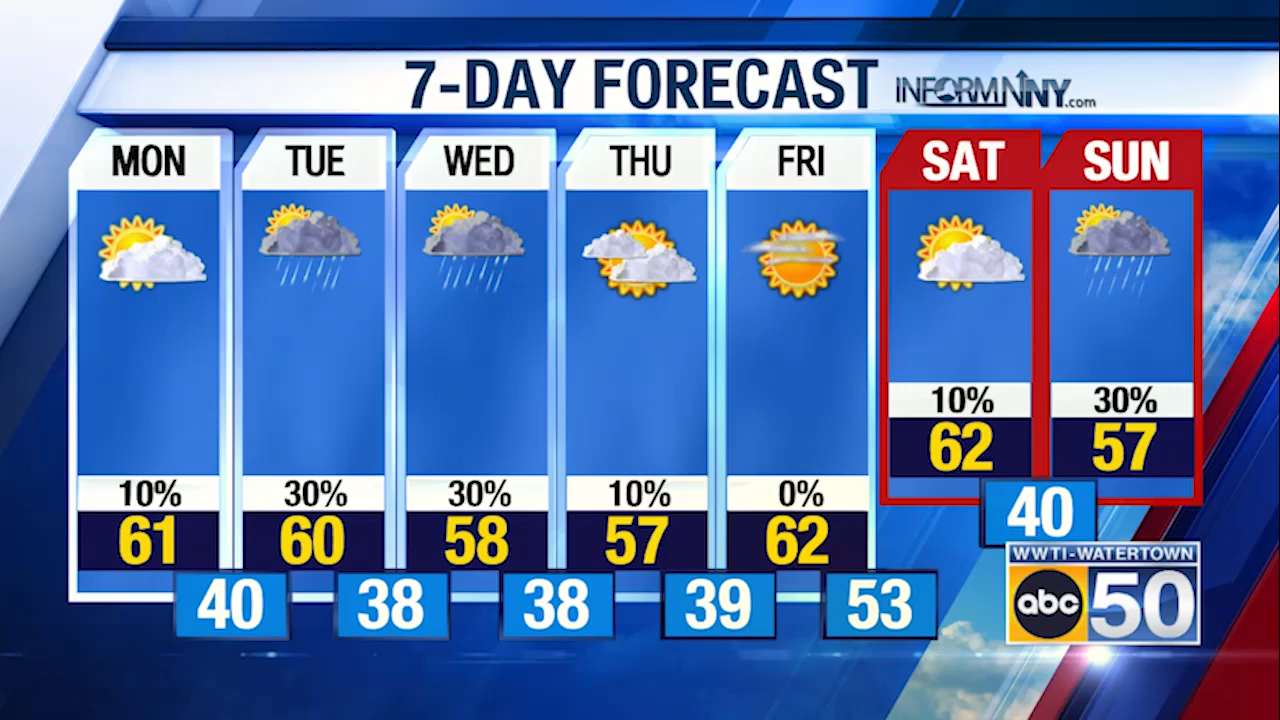 7-DAY FORECAST INFORMNNY.com
MON TUE WED THU FRI SAT SUN
10% 30%
62 57
10% 30% 30% 10% 0%
61 60 58 57 62
40
40 38 38 39 53
WWTI-WATERTOWN
abc 50